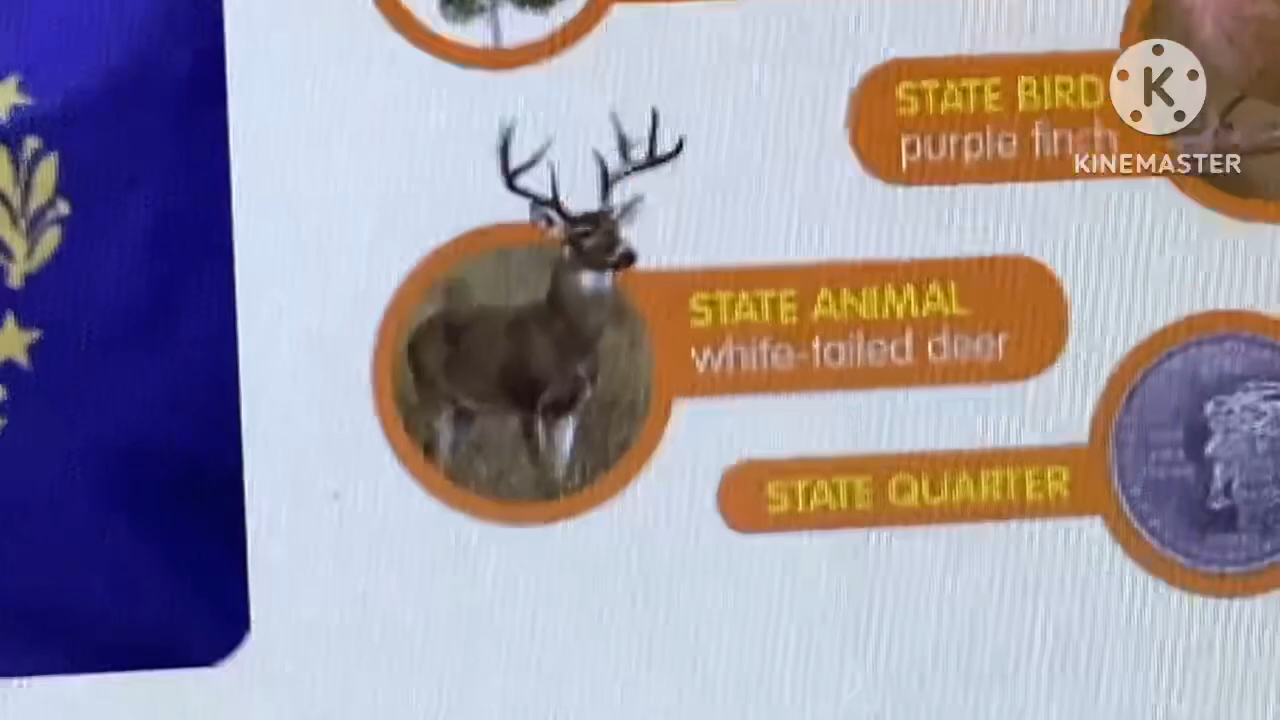 STATE BIRD
purple finch
K
KINEMASTER
STATE ANIMAL
white-tailed deer
STATE QUARTER